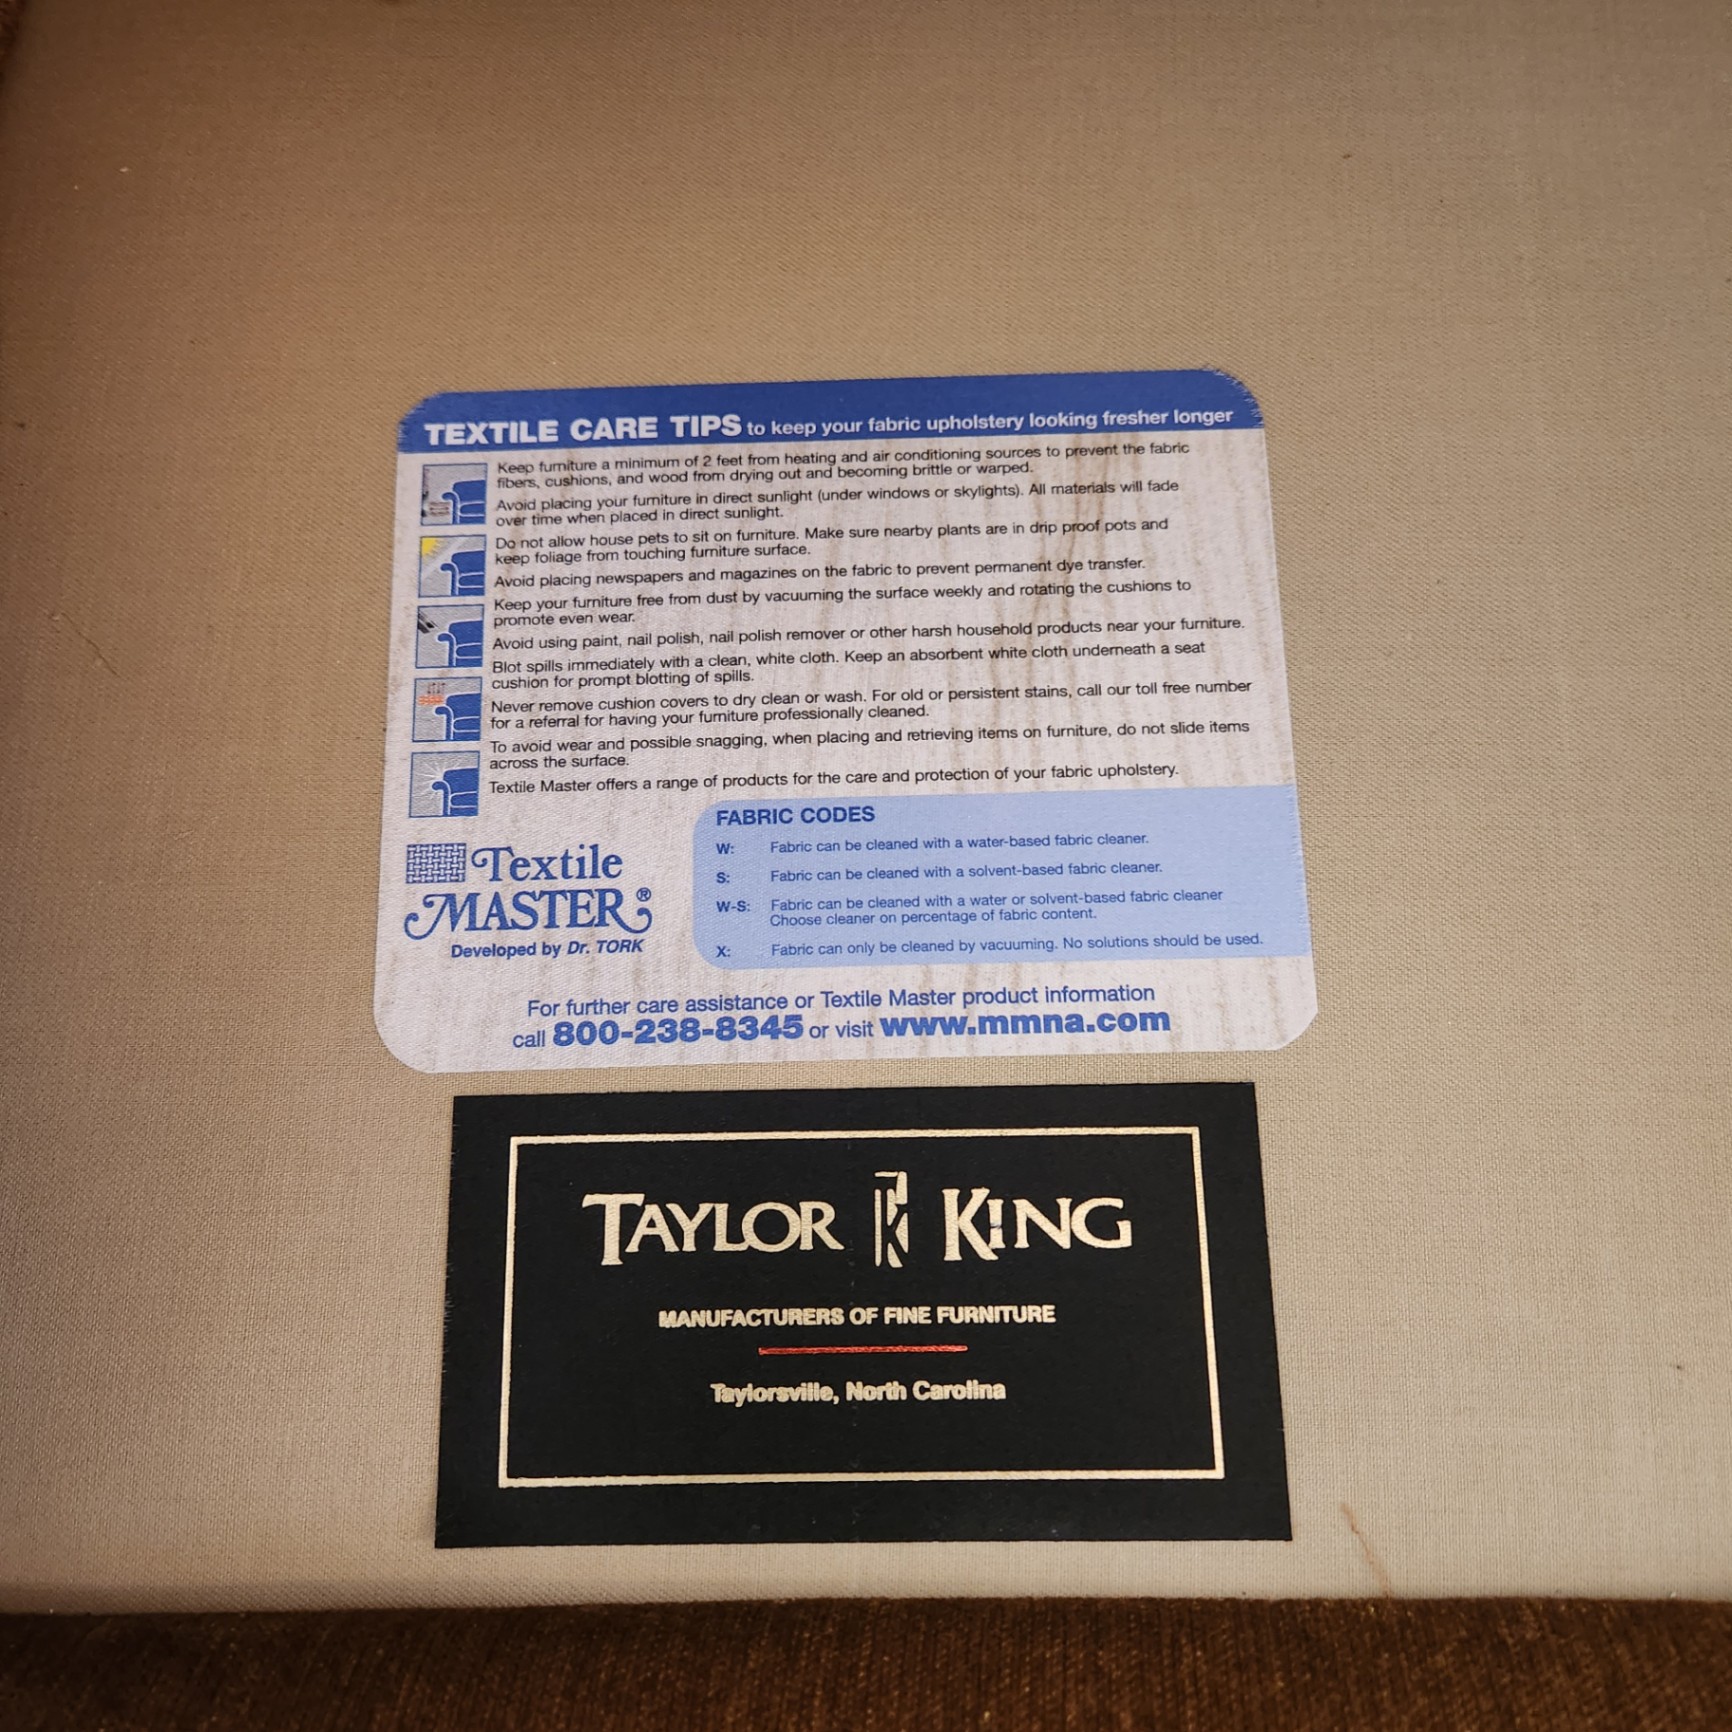 TEXTILE CARE TIPS to keep your fabric upholstery looking fresher longer
Keep furniture a minimum of 2 feet from heating and air conditioning sources to prevent the fabric
fibers, cushions, and wood from drying out and becoming brittle or warped.
Avoid placing your furniture in direct sunlight (under windows or skylights). All materials will fade
over time when placed in direct sunlight.
Do not allow house pets to sit on furniture. Make sure nearby plants are in drip proof pots and
keep foliage from touching furniture surface.
Avoid placing newspapers and magazines on the fabric to prevent permanent dye transfer.
Keep your furniture free from dust by vacuuming the surface weekly and rotating the cushions to
promote even wear.
Avoid using paint, nail polish, nail polish remover or other harsh household products near your furniture.
Blot spills immediately with a clean, white cloth. Keep an absorbent white cloth underneath a seat
cushion for prompt blotting of spills.
Never remove cushion covers to dry clean or wash. For old or persistent stains, call our toll free number
for a referral for having your furniture professionally cleaned.
To avoid wear and possible snagging, when placing and retrieving items on furniture, do not slide items
across the surface.
Textile Master offers a range of products for the care and protection of your fabric upholstery.
Textile
MASTER®
Developed by Dr. TORK
FABRIC CODES
W: Fabric can be cleaned with a water-based fabric cleaner.
S: Fabric can be cleaned with a solvent-based fabric cleaner.
W-S: Fabric can be cleaned with a water or solvent-based fabric cleaner
Choose cleaner on percentage of fabric content.
X: Fabric can only be cleaned by vacuuming. No solutions should be used.
For further care assistance or Textile Master product information
call 800-238-8345 or visit www.mmna.com
TAYLOR KING
MANUFACTURERS OF FINE FURNITURE
Taylorsville, North Carolina